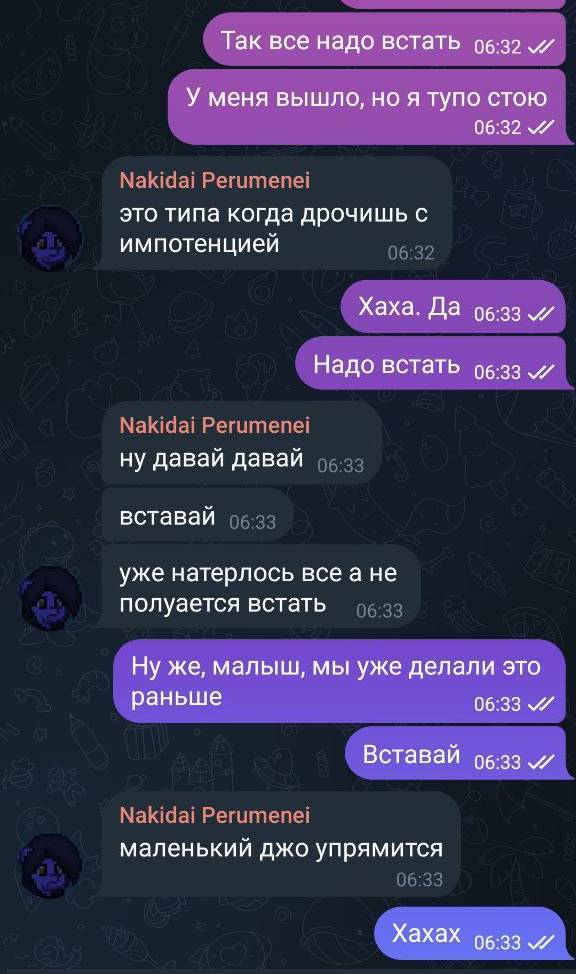 Так все надо встать 06:32
У меня вышло, но я тупо стою
06:32
Nakidai Perumenei
это типа когда дрочишь с
импотенцией 06:32
Хаха. Да 06:33
Надо встать 06:33
Nakidai Perumenei
ну давай давай 06:33
вставай 06:33
уже натерлось все а не
полуается встать 06:33
Ну же, малыш, мы уже делали это
раньше 06:33
Вставай 06:33
Nakidai Perumenei
маленький джо упрямится
06:33
Хахах 06:33